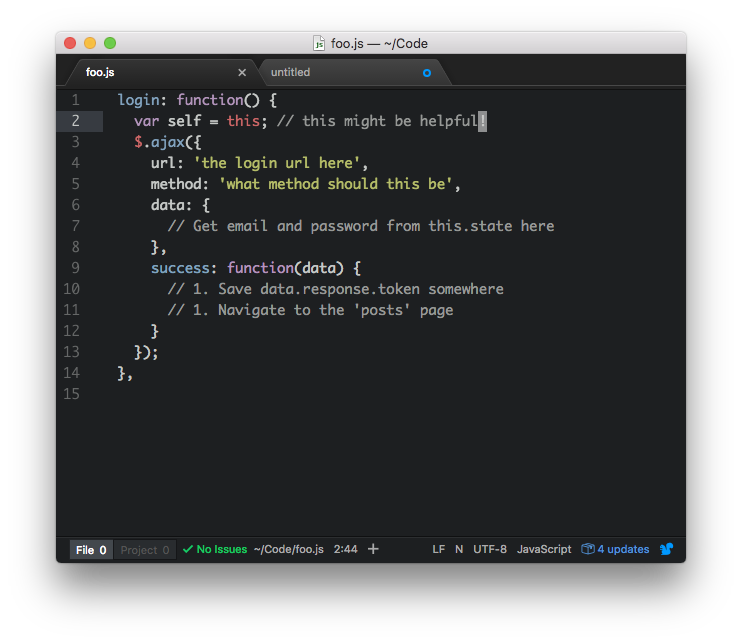 foo.js — ~/Code
foo.js untitled
1 login: function() {
2 var self = this; // this might be helpful!
3 $.ajax({
4 url: 'the login url here',
5 method: 'what method should this be',
6 data: {
7 // Get email and password from this.state here
8 },
9 success: function(data) {
10 // 1. Save data.response.token somewhere
11 // 1. Navigate to the 'posts' page
12 }
13 });
14 },
15
File 0 Project 0 No Issues ~/Code/foo.js 2:44 + LF N UTF-8 JavaScript 4 updates